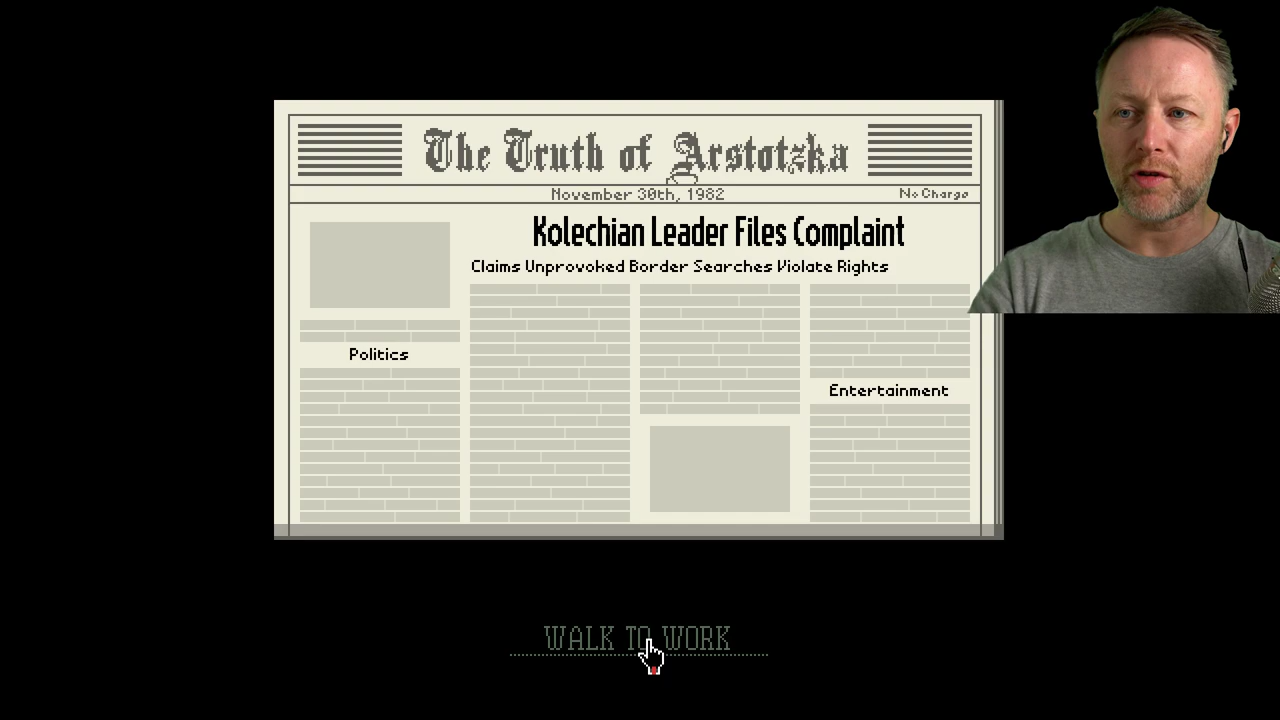 The Truth of Arstotzka
November 30th, 1982
No Charge
Kolechian Leader Files Complaint
Claims Unprovoked Border Searches Violate Rights
Politics
Entertainment
WALK TO WORK